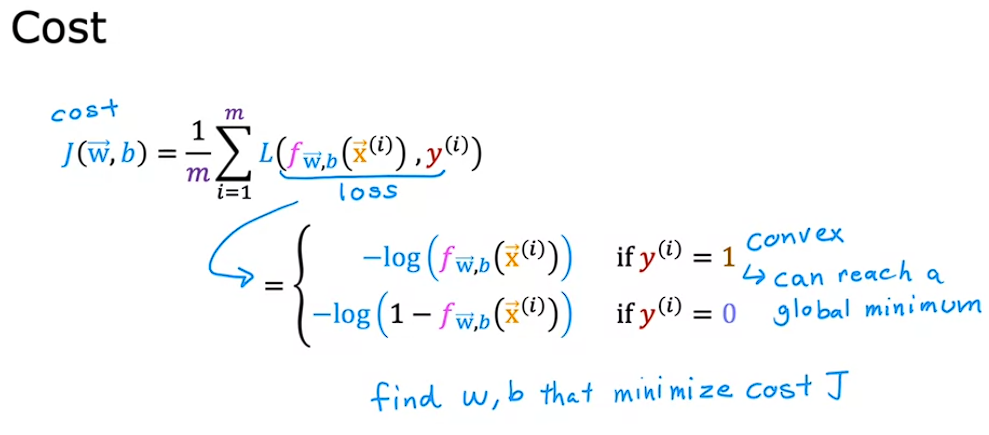 Cost
cost
J(w⃗,b) = 1/m ∑_{i=1}^{m} L(f_{w⃗,b}(x⃗^{(i)}), y^{(i)})
loss
= { −log(f_{w⃗,b}(x⃗^{(i)})) if y^{(i)} = 1
−log(1 − f_{w⃗,b}(x⃗^{(i)})) if y^{(i)} = 0
convex
↳ can reach a
global minimum
find w, b that minimize cost J